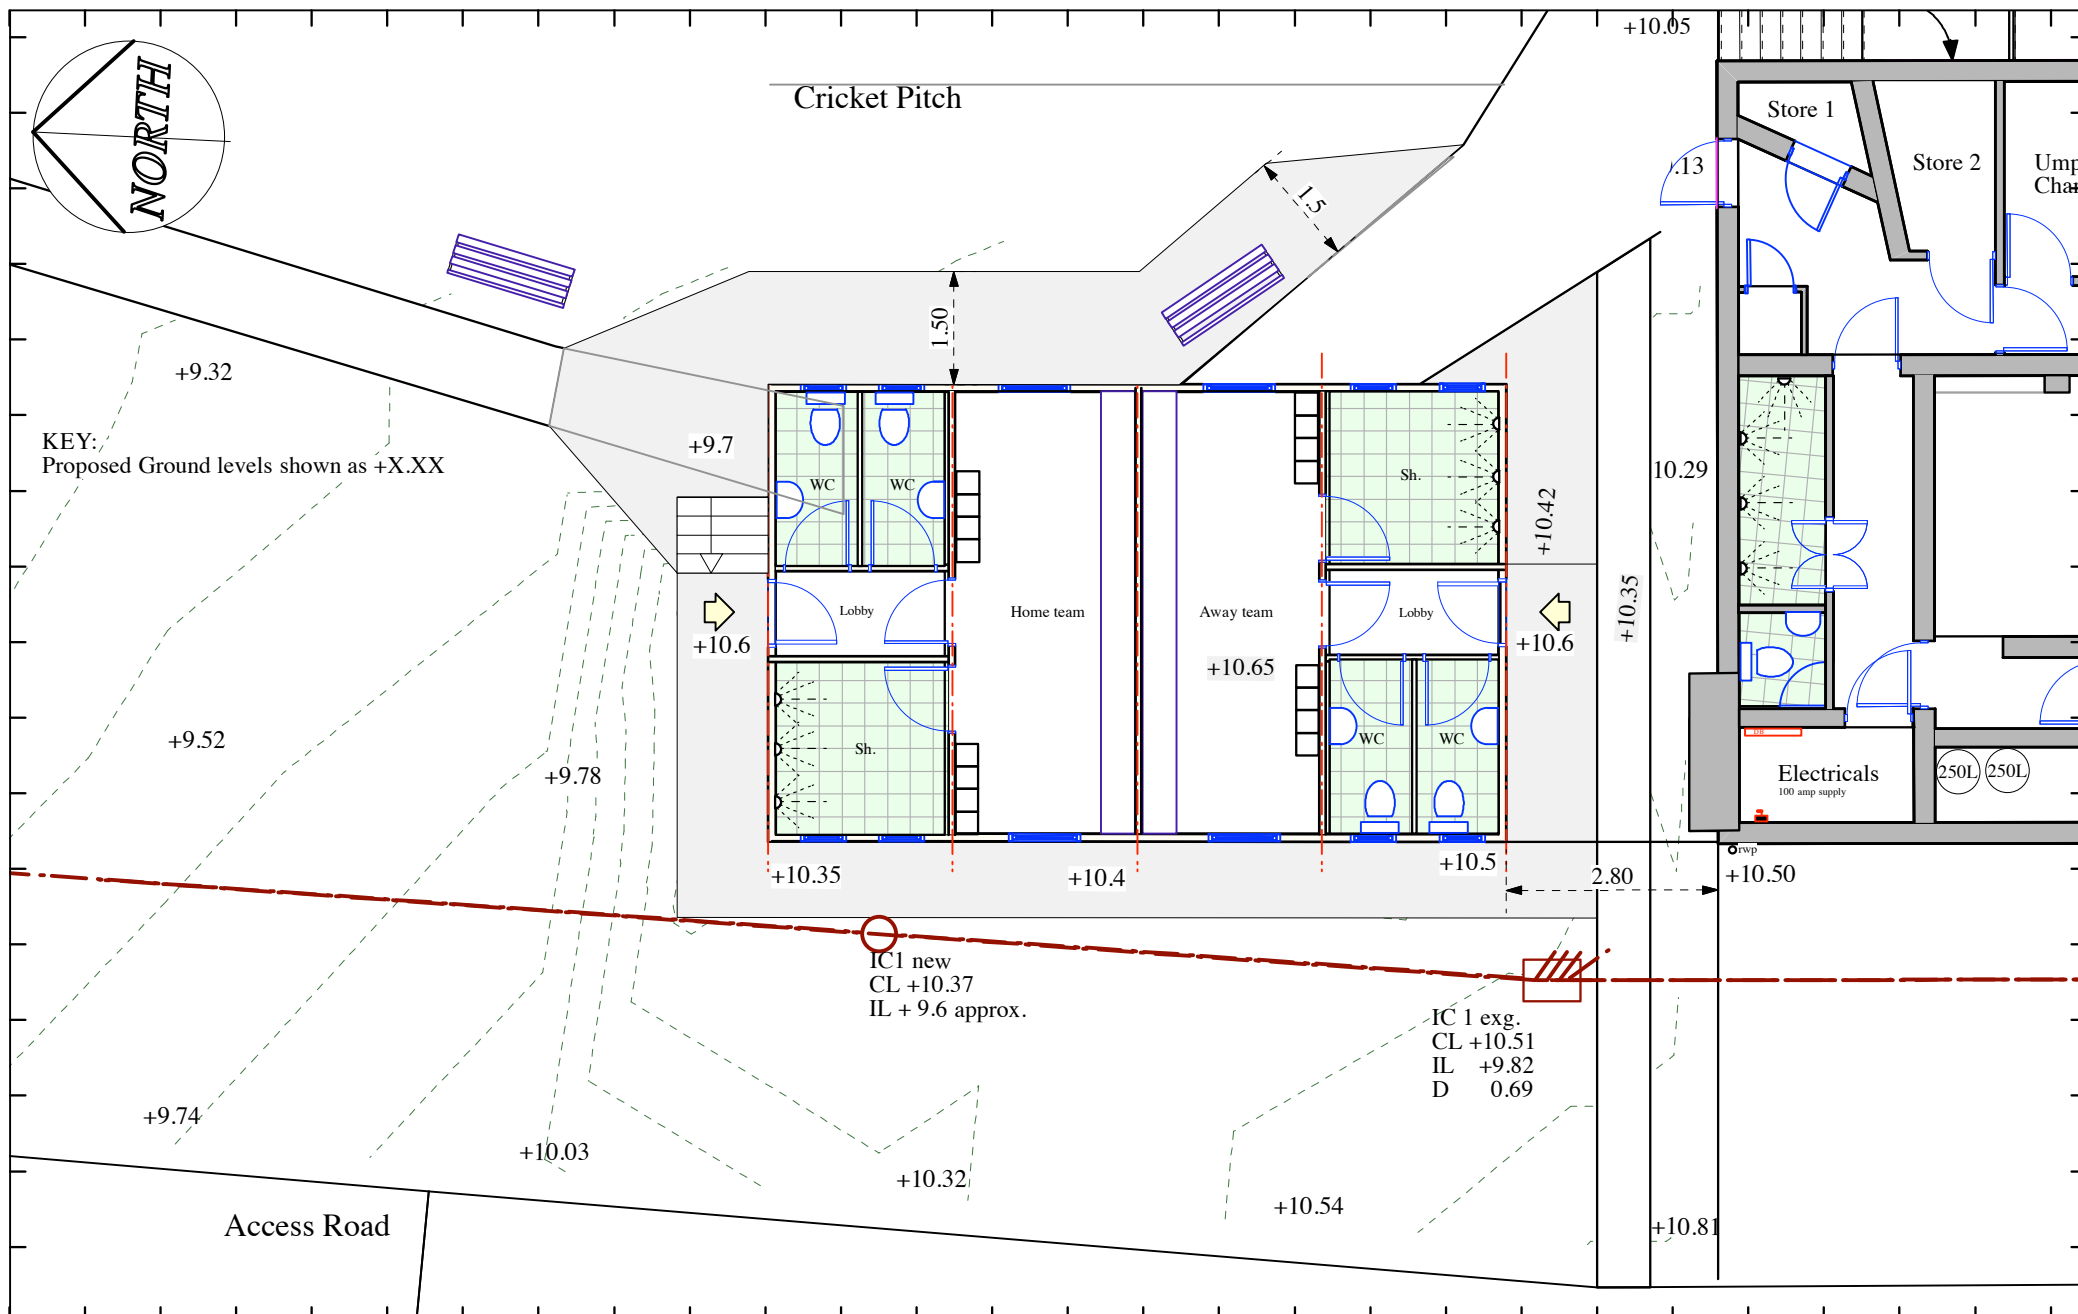 +10.05
NORTH
Cricket Pitch
Store 1
.13
Store 2
1.5
1.50
+9.32
KEY:
Proposed Ground levels shown as +X.XX
+9.7
WC
WC
Sh.
10.29
+10.42
+10.35
Lobby
Home team
Away team
Lobby
+10.6
+10.6
+10.65
+9.52
Sh.
WC
WC
DB
+9.78
Electricals
100 amp supply
250L
250L
rwp
+10.35
+10.4
+10.5
2.80
+10.50
IC1 new
CL +10.37
IL + 9.6 approx.
IC 1 exg.
CL +10.51
IL +9.82
D 0.69
+9.74
+10.03
+10.32
+10.54
+10.81
Access Road